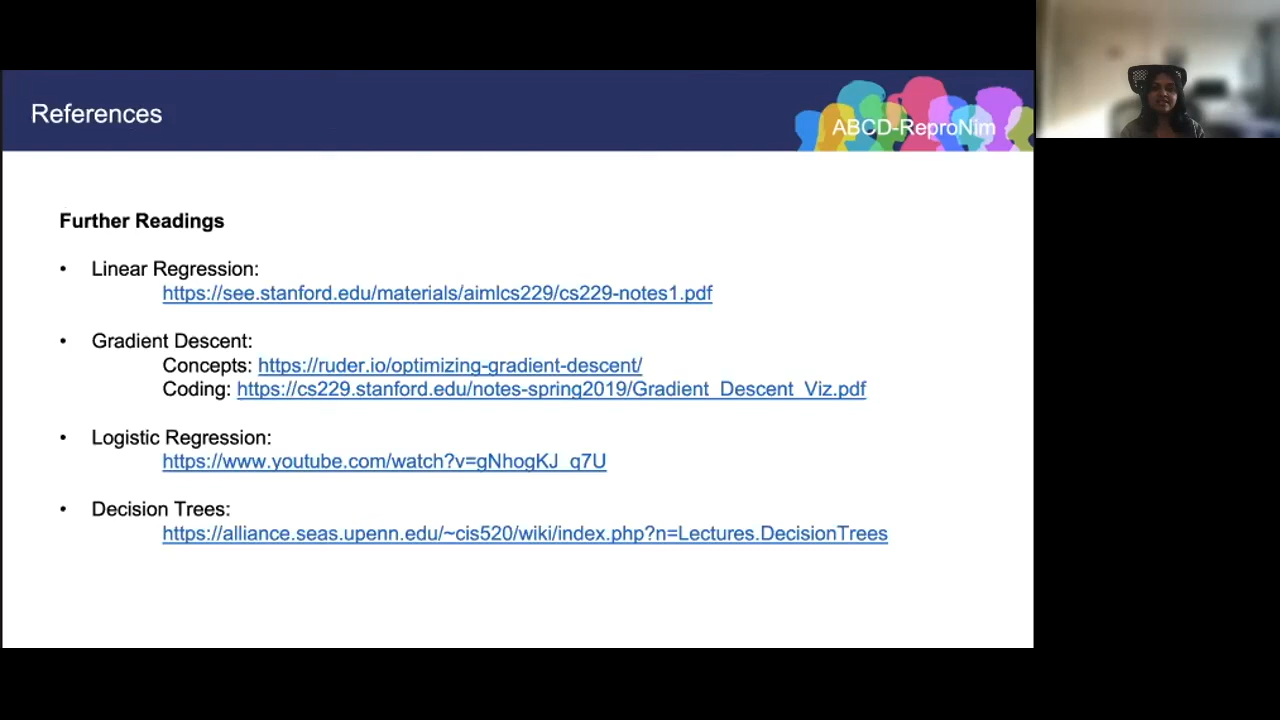 References
ABCD-ReproNim
Further Readings
• Linear Regression:
https://see.stanford.edu/materials/aimlcs229/cs229-notes1.pdf
• Gradient Descent:
Concepts: https://ruder.io/optimizing-gradient-descent/
Coding: https://cs229.stanford.edu/notes-spring2019/Gradient_Descent_Viz.pdf
• Logistic Regression:
https://www.youtube.com/watch?v=gNhogKJ_q7U
• Decision Trees:
https://alliance.seas.upenn.edu/~cis520/wiki/index.php?n=Lectures.DecisionTrees